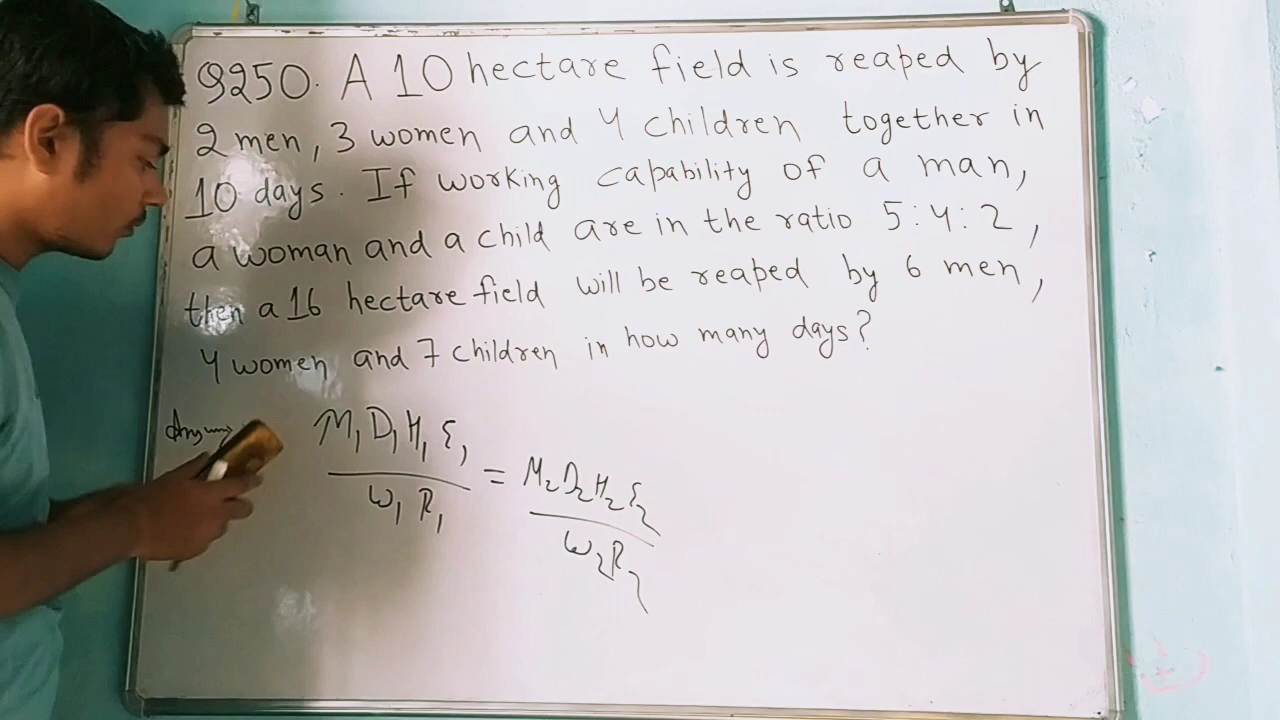 Q250. A 10 hectare field is reaped by
2 men, 3 women and 4 children together in
10 days. If working capability of a man,
a woman and a child are in the ratio 5:4:2,
then a 16 hectare field will be reaped by 6 men,
4 women and 7 children in how many days?
M₁D₁H₁E₁ / W₁R₁ = M₂D₂H₂E₂ / W₂R₂